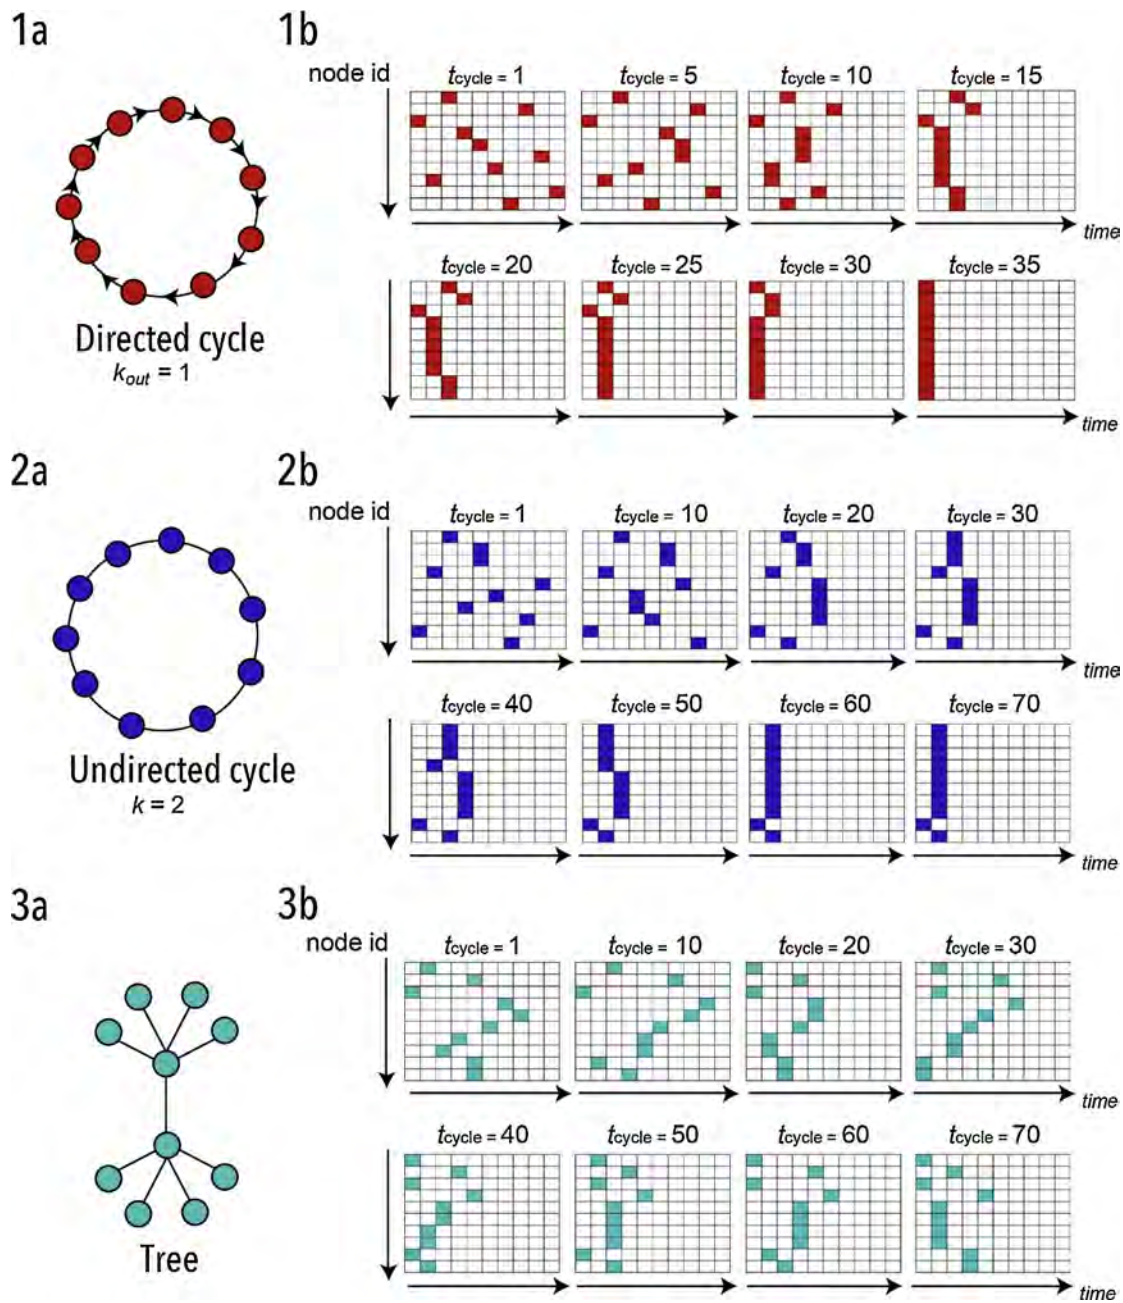 1a
1b
node id
tcycle = 1
tcycle = 5
tcycle = 10
tcycle = 15
time
tcycle = 20
tcycle = 25
tcycle = 30
tcycle = 35
time
Directed cycle
kout = 1
2a
2b
node id
tcycle = 1
tcycle = 10
tcycle = 20
tcycle = 30
time
tcycle = 40
tcycle = 50
tcycle = 60
tcycle = 70
time
Undirected cycle
k = 2
3a
3b
node id
tcycle = 1
tcycle = 10
tcycle = 20
tcycle = 30
time
tcycle = 40
tcycle = 50
tcycle = 60
tcycle = 70
time
Tree